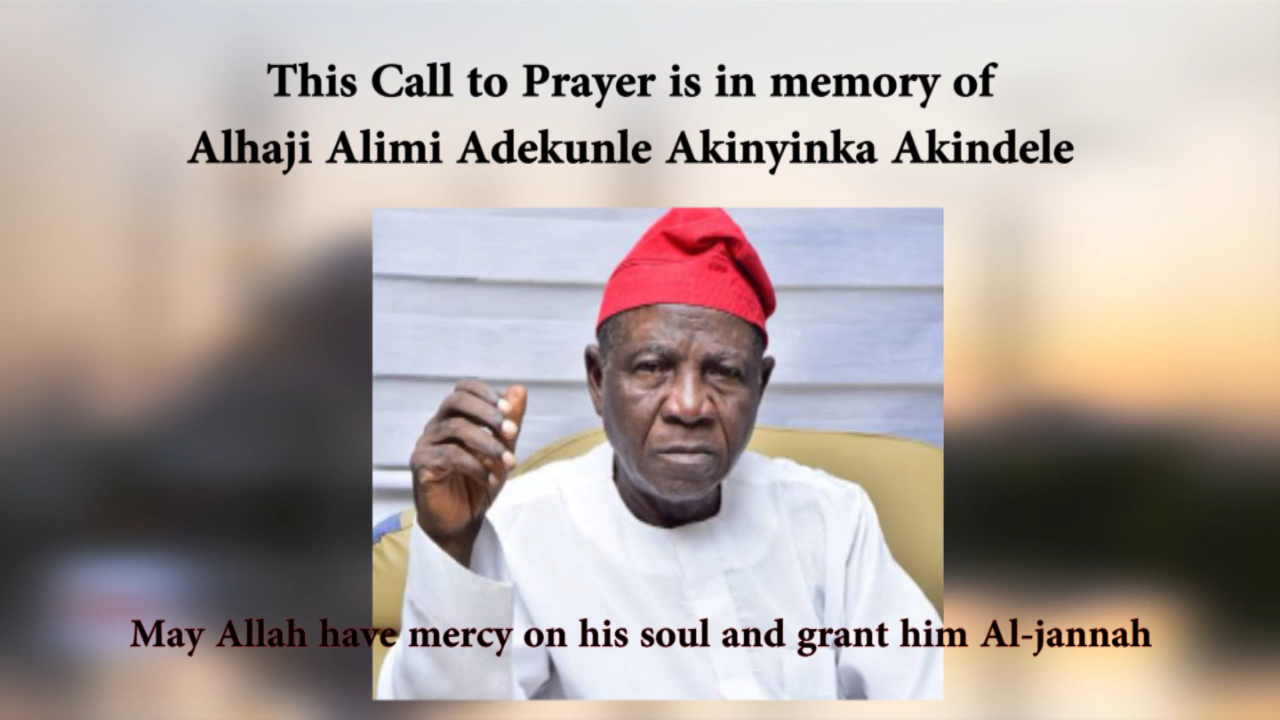 This Call to Prayer is in memory of
Alhaji Alimi Adekunle Akinyinka Akindele
May Allah have mercy on his soul and grant him Al-jannah